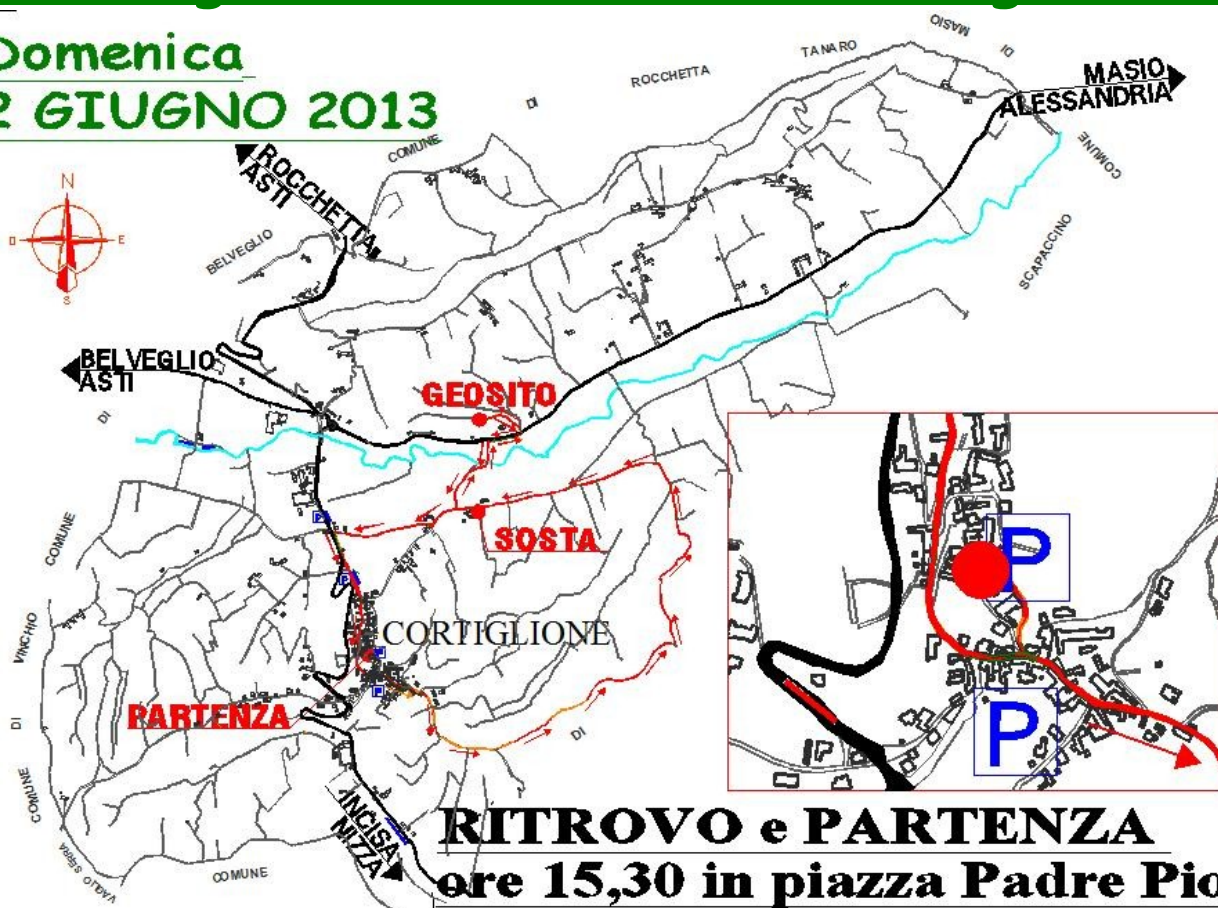 Domenica
2 GIUGNO 2013
MASIO
DI
TANARO
ROCCHETTA
DI
COMUNE
MASIO
ALESSANDRIA
COMUNE
ROCCHETTA
ASTI
N
O
E
S
BELVEGLIO
SCAPACCINO
BELVEGLIO
ASTI
DI
GEOSITO
COMUNE
P
SOSTA
P
P
VINCHIO
CORTIGLIONE
P
P
P
PARTENZA
DI
DI
COMUNE
INCISA
NIZZA
VAGLIO SERRA
COMUNE
RITROVO e PARTENZA
ore 15,30 in piazza Padre Pio